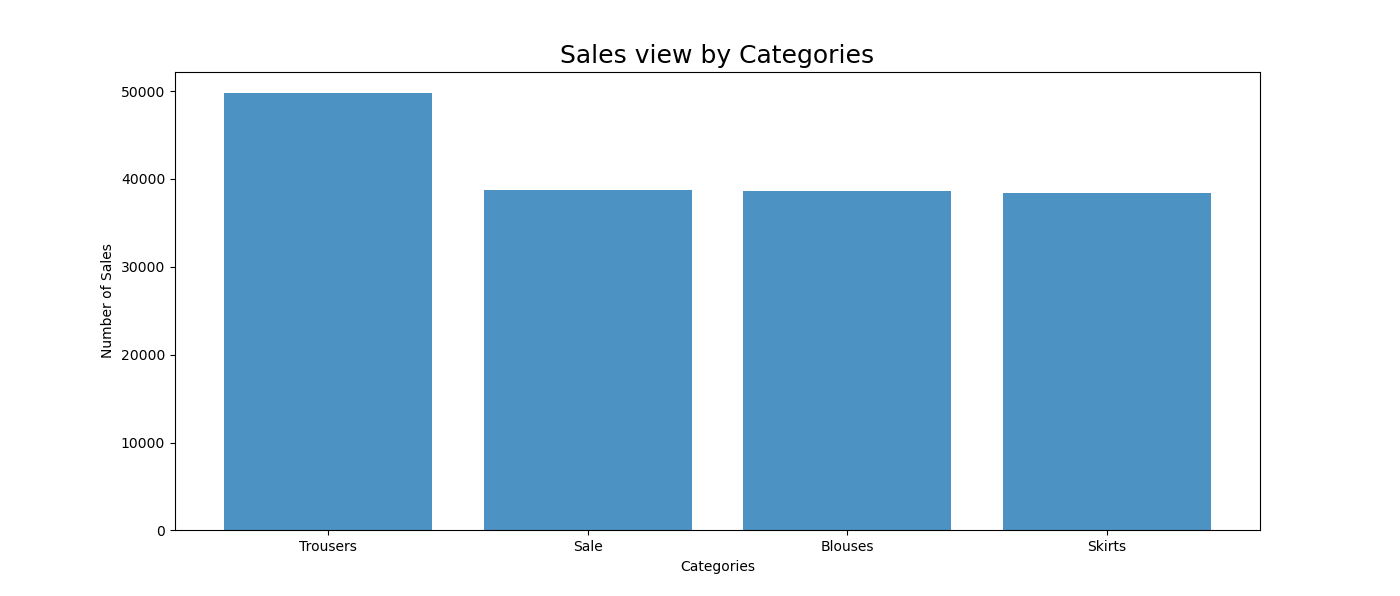 Sales view by Categories
50000
40000
30000
20000
10000
0
Number of Sales
Trousers Sale Blouses Skirts
Categories